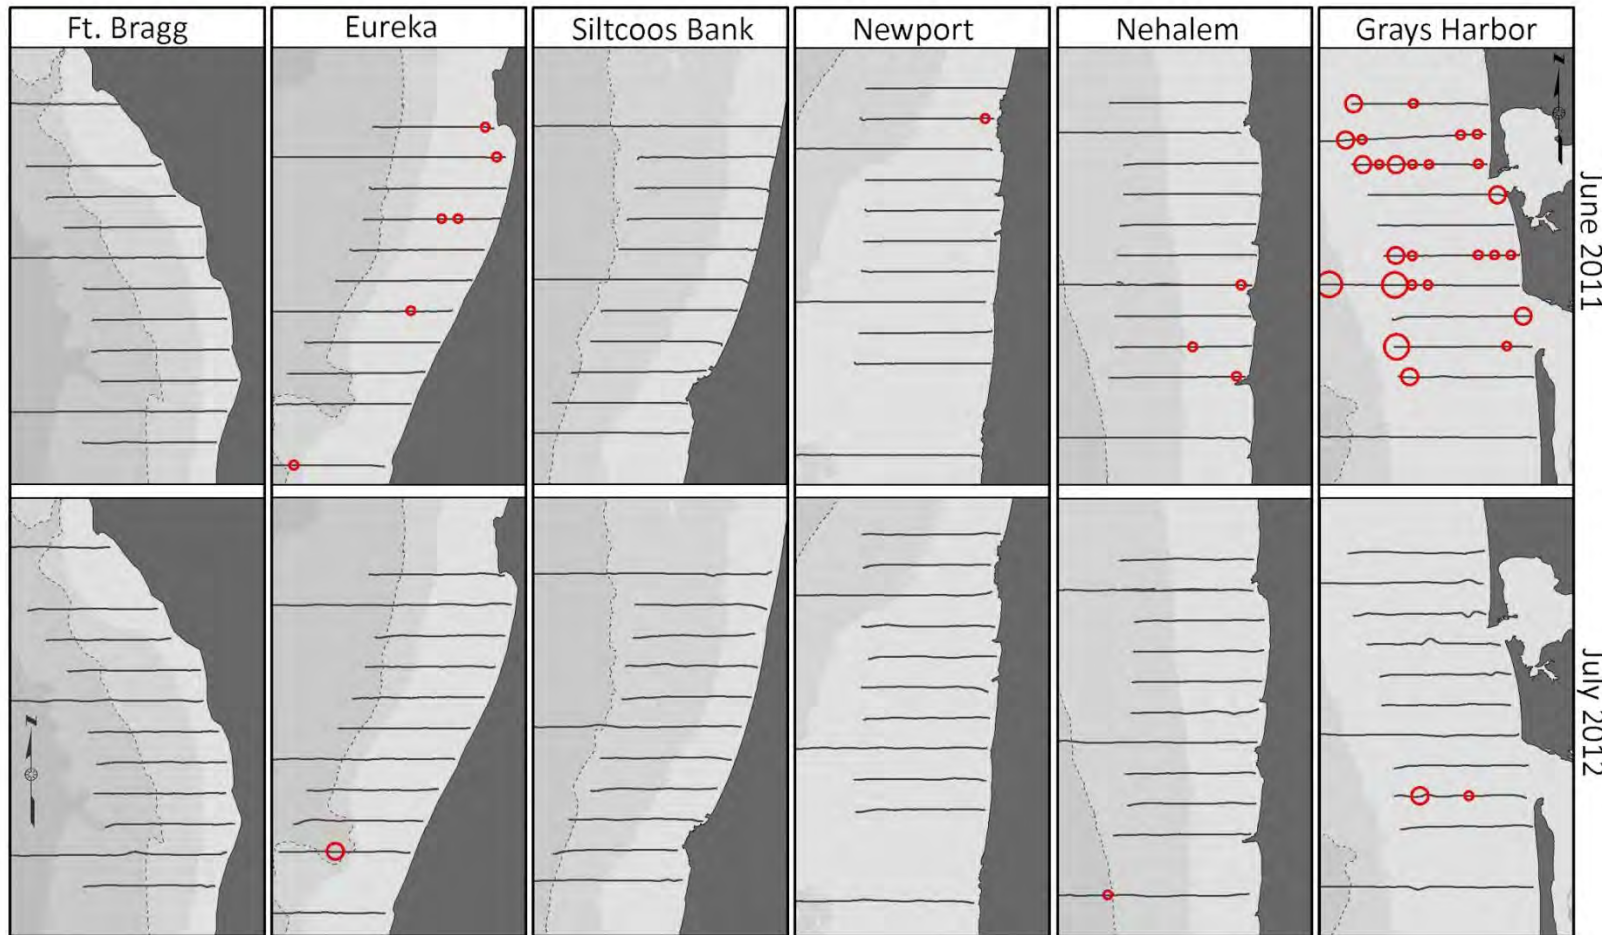 Ft. Bragg
Eureka
Siltcoos Bank
Newport
Nehalem
Grays Harbor
N
June 2011
N
July 2012